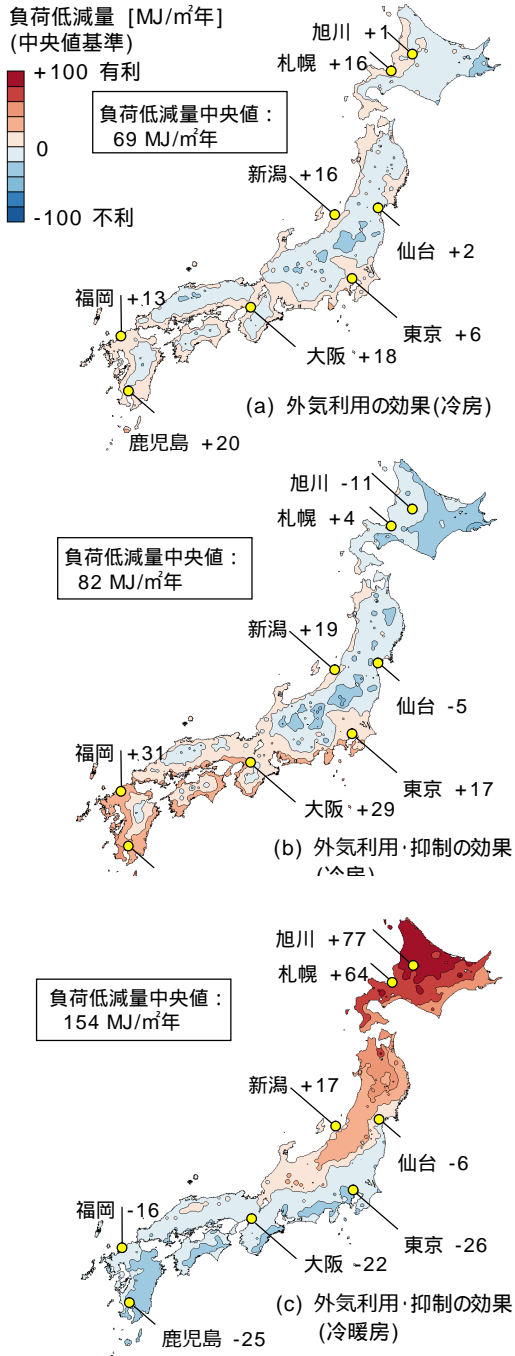 負荷低減量 [MJ/㎡年]
(中央値基準)
+100 有利
0
-100 不利
旭川 +1
札幌 +16
負荷低減量中央値：
69 MJ/㎡年
新潟 +16
仙台 +2
福岡 +13
東京 +6
大阪 +18
(a) 外気利用の効果(冷房)
鹿児島 +20
旭川 -11
札幌 +4
負荷低減量中央値：
82 MJ/㎡年
新潟 +19
仙台 -5
福岡 +31
東京 +17
大阪 +29
(b) 外気利用･抑制の効果
(冷房)
旭川 +77
札幌 +64
負荷低減量中央値：
154 MJ/㎡年
新潟 +17
仙台 -6
福岡 -16
東京 -26
大阪 -22
(c) 外気利用･抑制の効果
(冷暖房)
鹿児島 -25